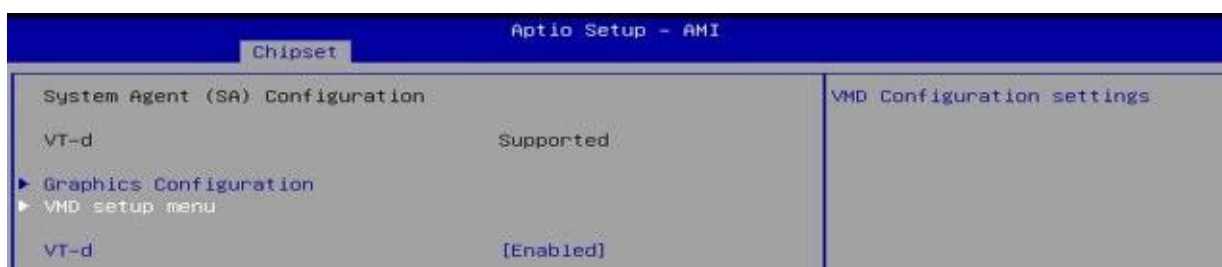 Aptio Setup - AMI
Chipset
System Agent (SA) Configuration
VMD Configuration settings
VT-d Supported
Graphics Configuration
VMD setup menu
VT-d [Enabled]